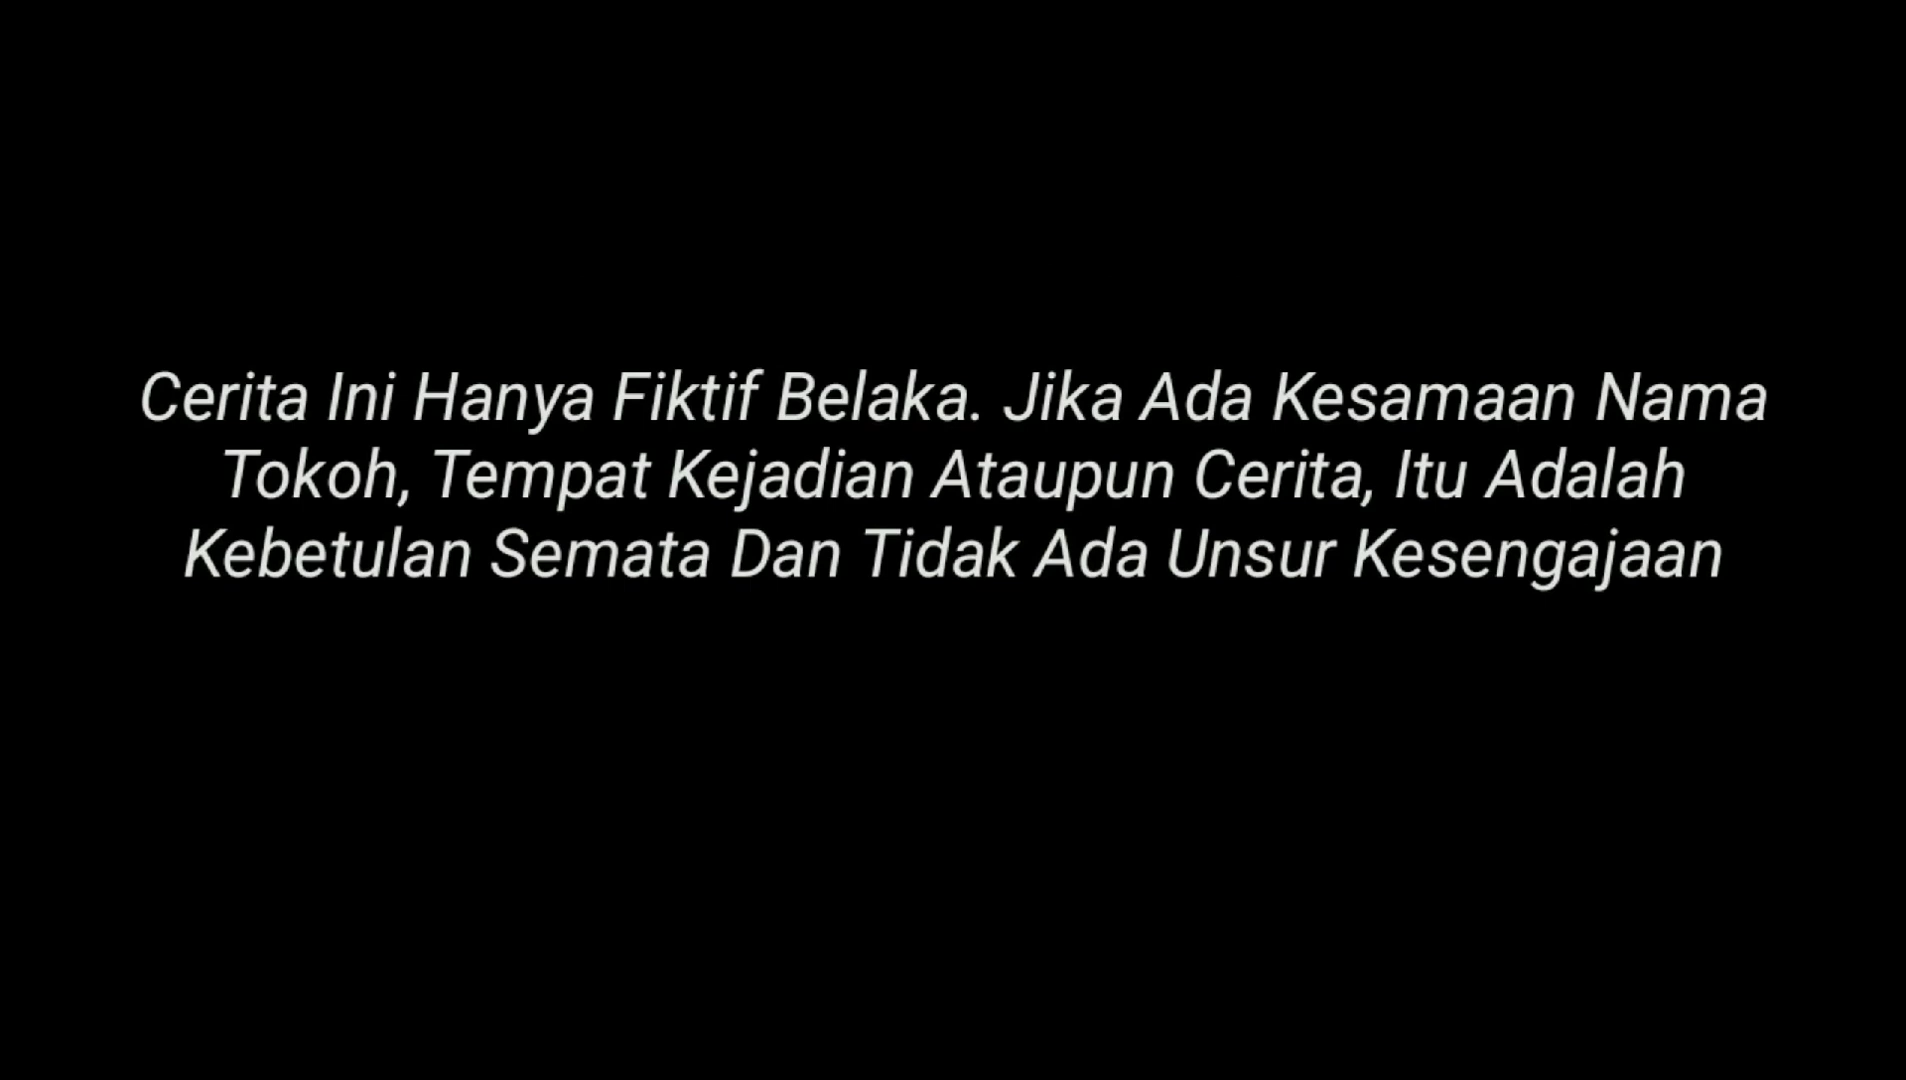 Cerita Ini Hanya Fiktif Belaka. Jika Ada Kesamaan Nama
Tokoh, Tempat Kejadian Ataupun Cerita, Itu Adalah
Kebetulan Semata Dan Tidak Ada Unsur Kesengajaan